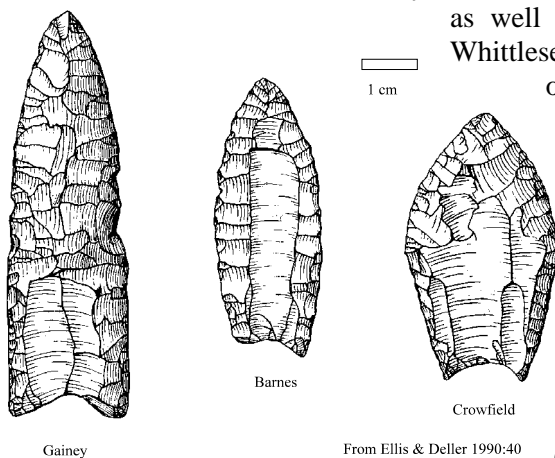 as well
Whittlese
1 cm
Barnes
Crowfield
Gainey
From Ellis & Deller 1990:40